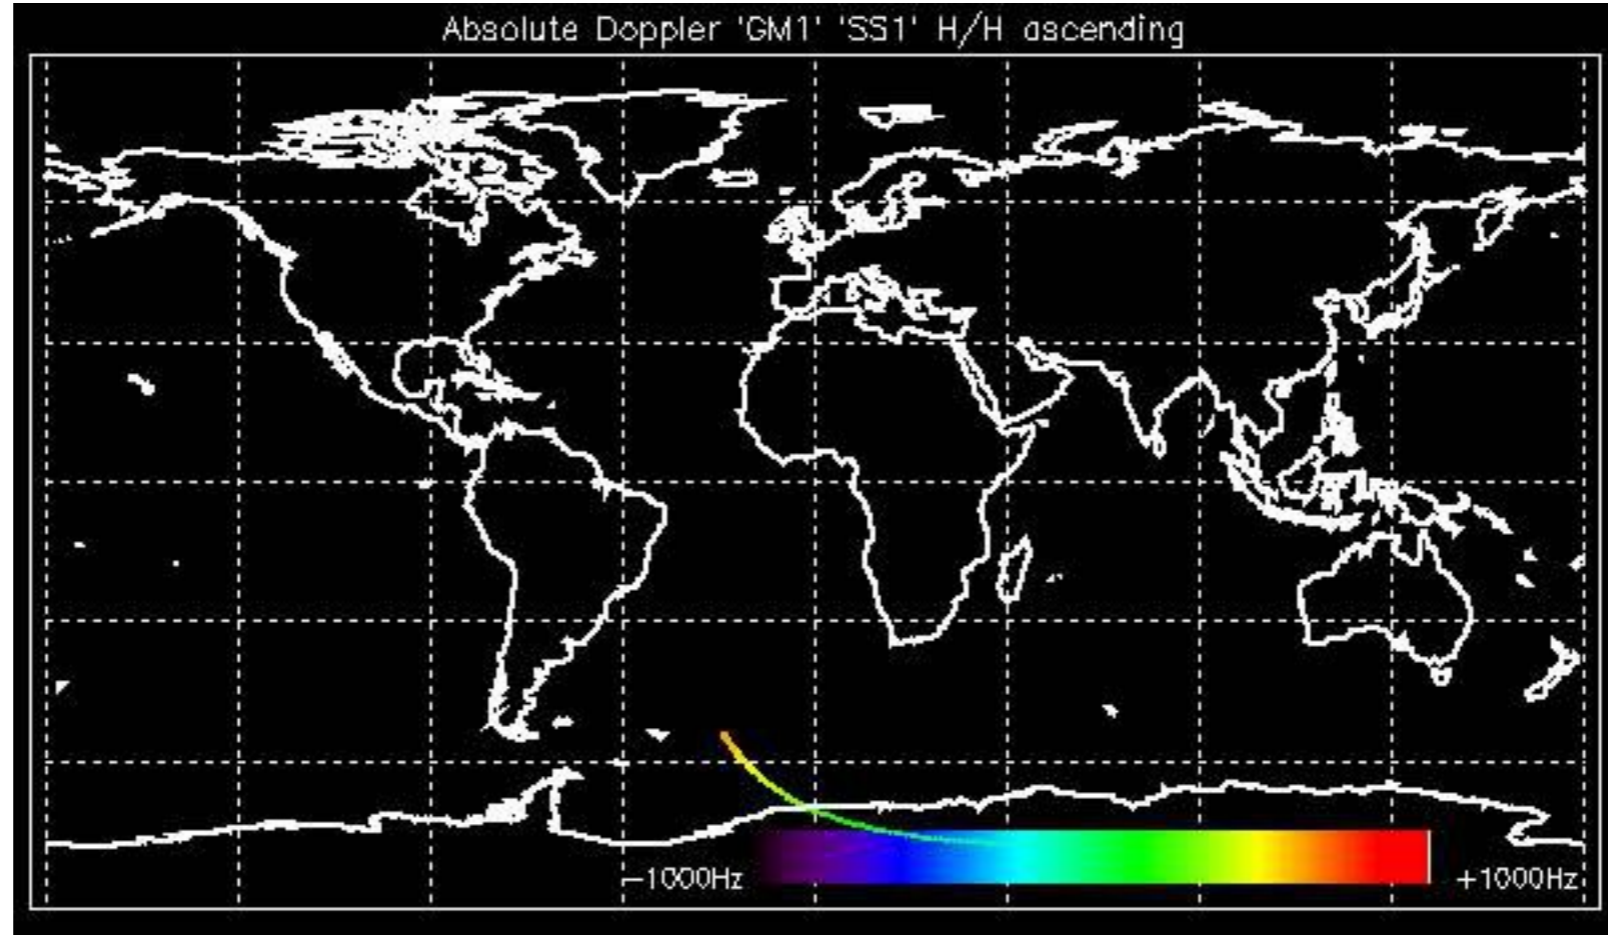 Absolute Doppler 'GM1' 'SS1' H/H ascending
−1000Hz +1000Hz